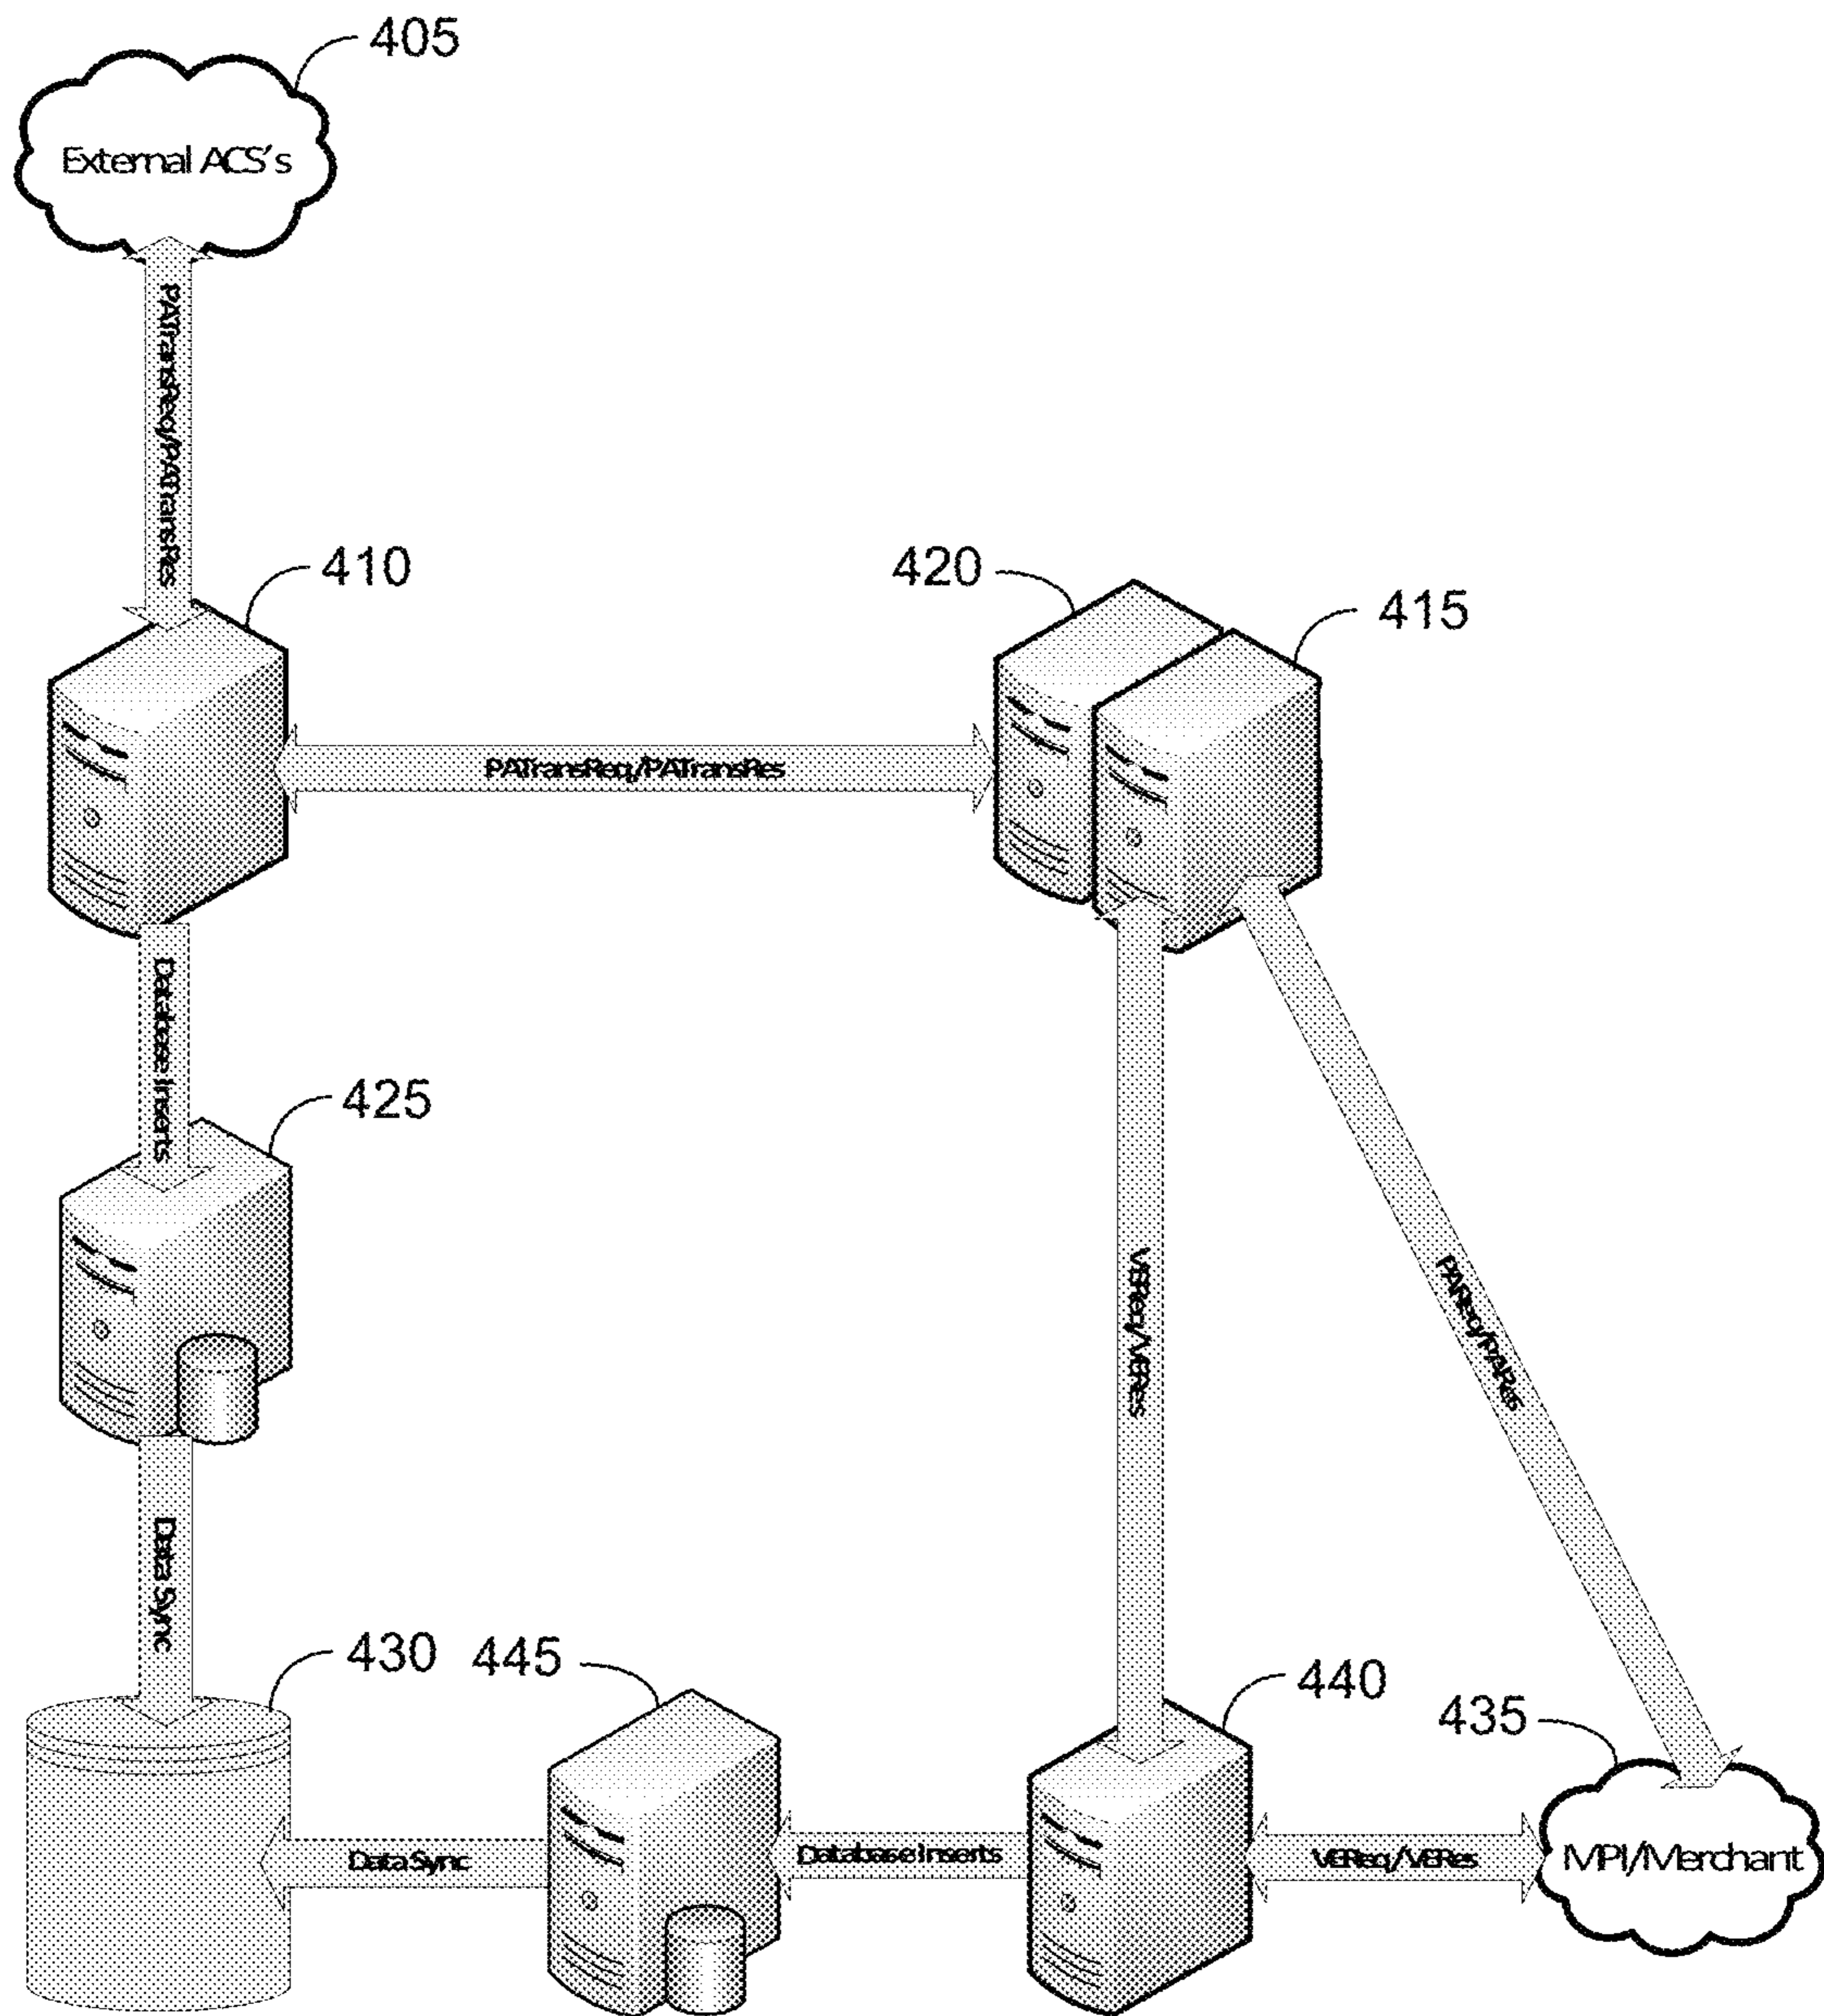 405
External ACS's
PATransReq/PATransRes
410
420
415
PATransReq/PATransRes
Database Inserts
425
VEReq/VERes
PAReq/PARes
Data Sync
430
445
440
435
Data Sync
Database Inserts
VEReq/VERes
MPI/Merchant